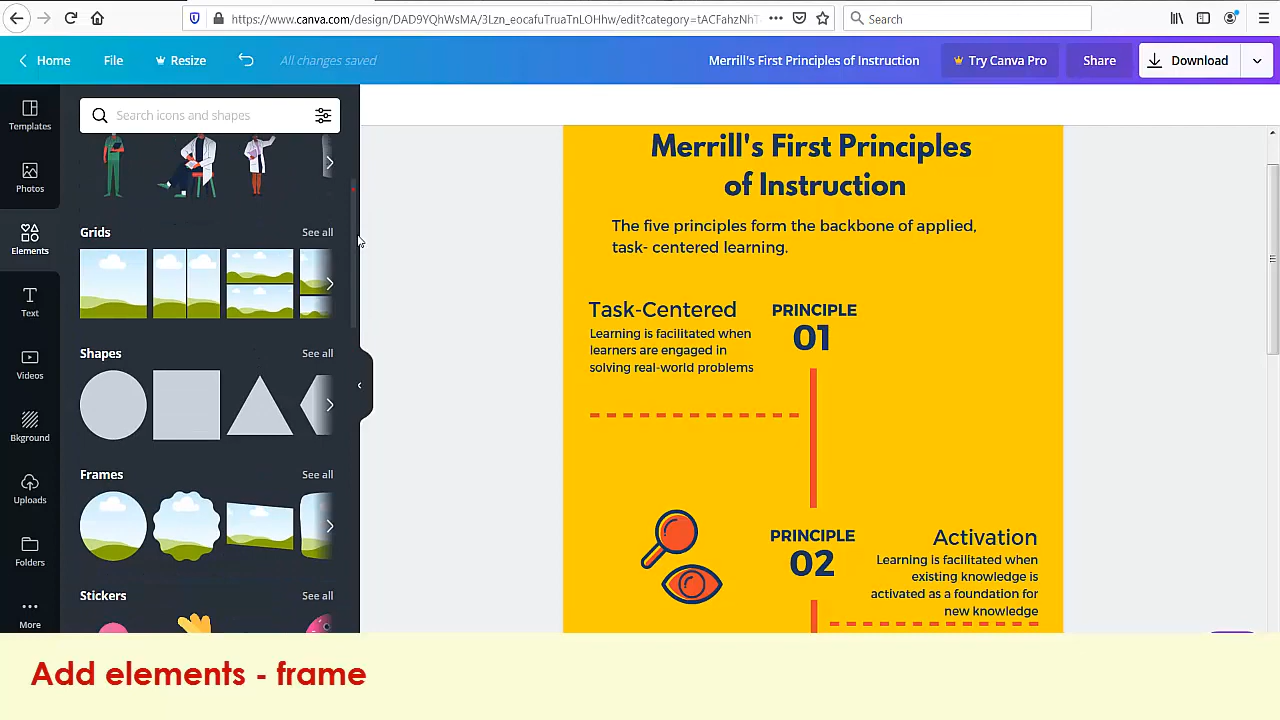 https://www.canva.com/design/DAD9YQhWsMA/3Lzn_eocafuTruaTnLOHhw/edit?category=tACFahzNhT
Search
Home
File
Resize
All changes saved
Merrill's First Principles of Instruction
Try Canva Pro
Share
Download
Templates
Photos
Elements
Text
Videos
Bkground
Uploads
Folders
More
Search icons and shapes
Grids
See all
Shapes
See all
Frames
See all
Stickers
See all
Merrill's First Principles
of Instruction
The five principles form the backbone of applied,
task- centered learning.
Task-Centered
Learning is facilitated when
learners are engaged in
solving real-world problems
PRINCIPLE
01
PRINCIPLE
02
Activation
Learning is facilitated when
existing knowledge is
activated as a foundation for
new knowledge
Add elements - frame